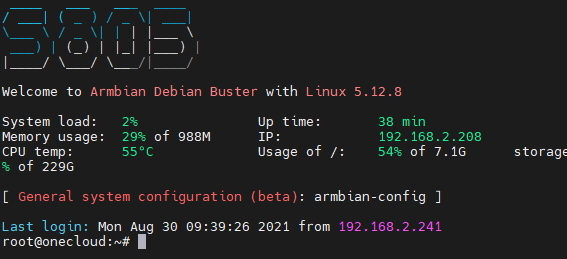 S805
Welcome to Armbian Debian Buster with Linux 5.12.8
System load: 2% Up time: 38 min
Memory usage: 29% of 988M IP: 192.168.2.208
CPU temp: 55°C Usage of /: 54% of 7.1G storage
% of 229G
[ General system configuration (beta): armbian-config ]
Last login: Mon Aug 30 09:39:26 2021 from 192.168.2.241
root@onecloud:~#